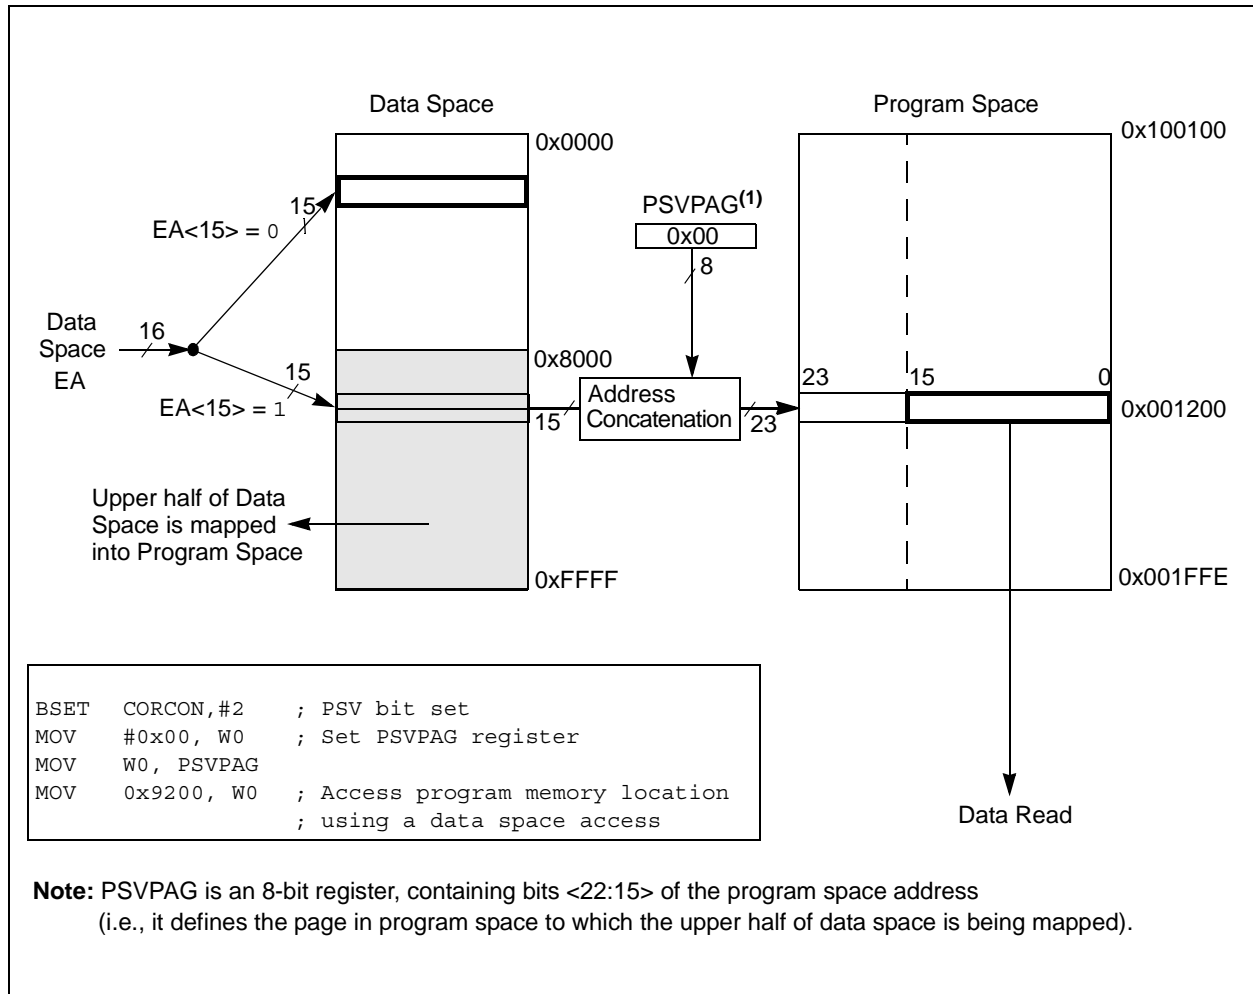 Data Space
Program Space
0x0000
0x100100
15
EA<15> = 0
PSVPAG(1)
0x00
8
Data
Space
EA
16
0x8000
15
EA<15> = 1
15
Address
Concatenation
23
23
15
0
0x001200
Upper half of Data
Space is mapped
into Program Space
0xFFFF
0x001FFE
BSET CORCON,#2 ; PSV bit set
MOV #0x00, W0 ; Set PSVPAG register
MOV W0, PSVPAG
MOV 0x9200, W0 ; Access program memory location
; using a data space access
Data Read
Note: PSVPAG is an 8-bit register, containing bits <22:15> of the program space address
(i.e., it defines the page in program space to which the upper half of data space is being mapped).